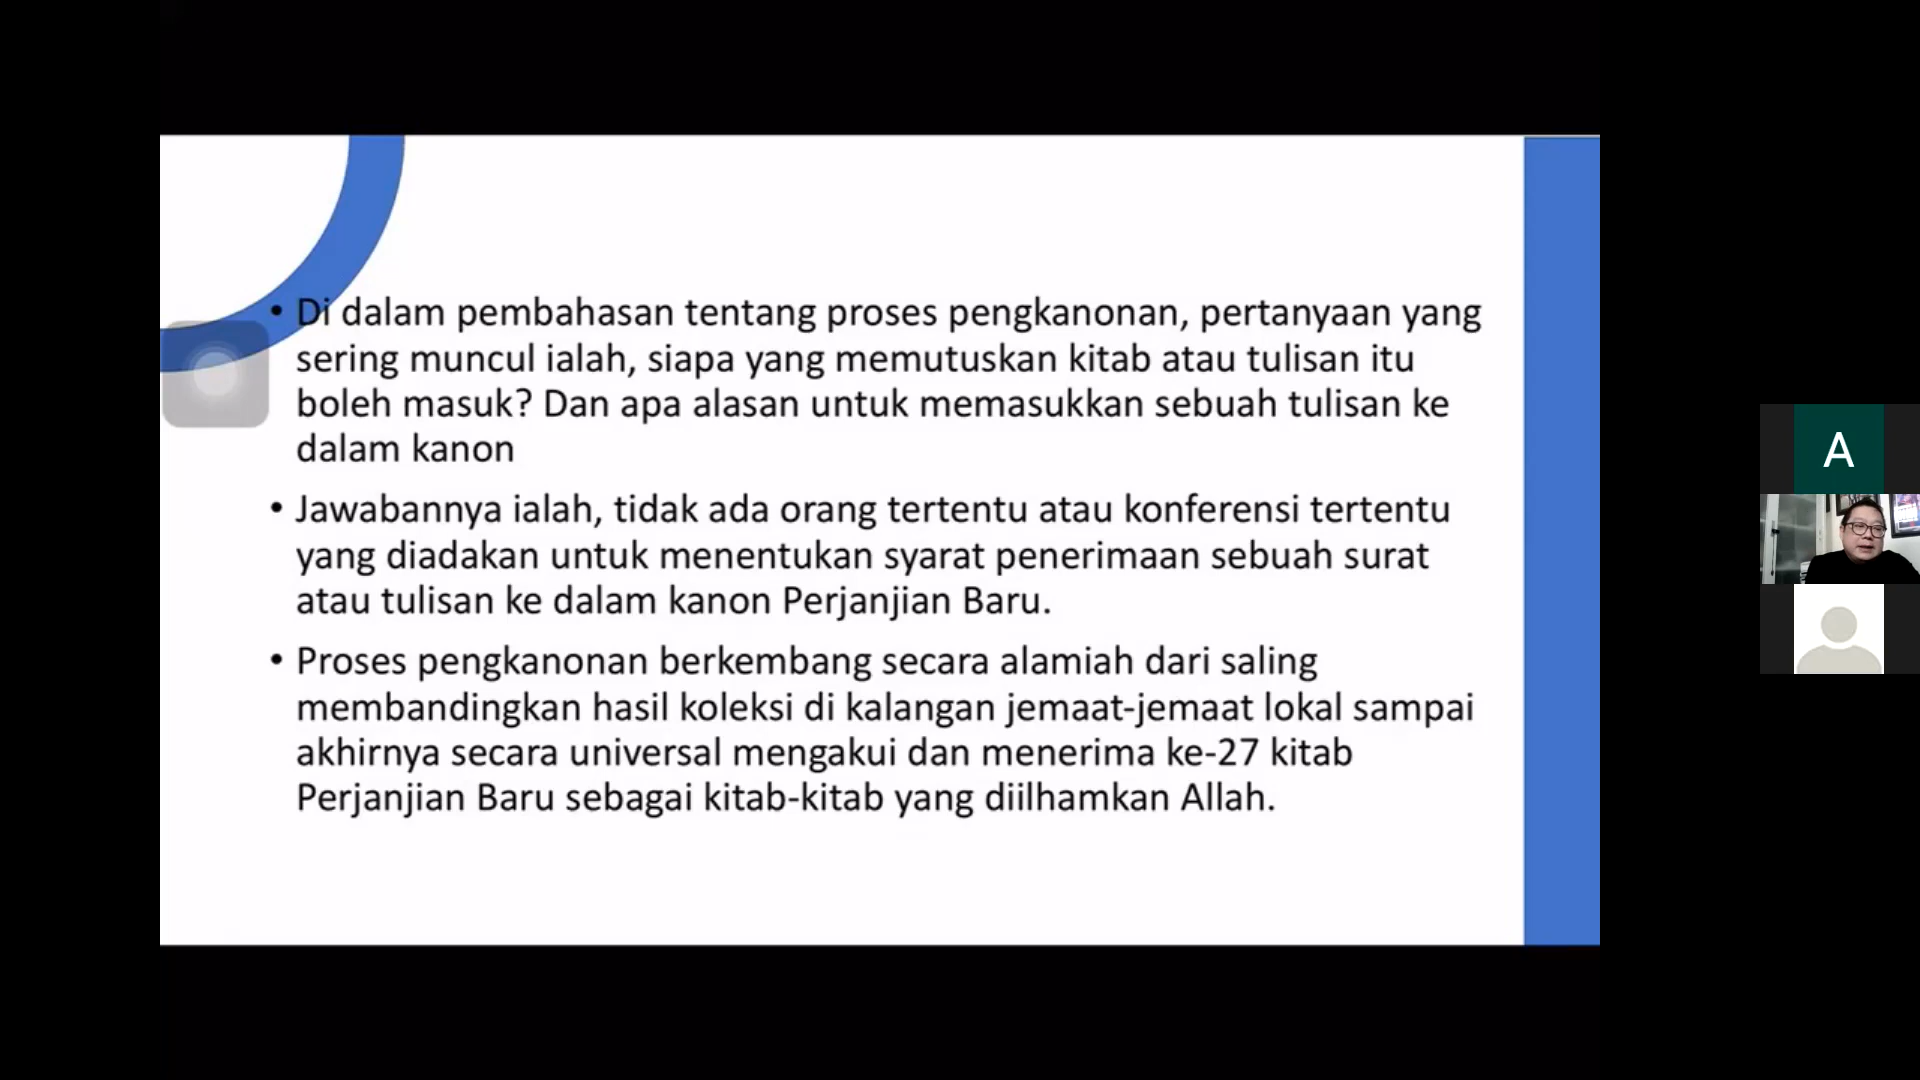 • Di dalam pembahasan tentang proses pengkanonan, pertanyaan yang
sering muncul ialah, siapa yang memutuskan kitab atau tulisan itu
boleh masuk? Dan apa alasan untuk memasukkan sebuah tulisan ke
dalam kanon
• Jawabannya ialah, tidak ada orang tertentu atau konferensi tertentu
yang diadakan untuk menentukan syarat penerimaan sebuah surat
atau tulisan ke dalam kanon Perjanjian Baru.
• Proses pengkanonan berkembang secara alamiah dari saling
membandingkan hasil koleksi di kalangan jemaat-jemaat lokal sampai
akhirnya secara universal mengakui dan menerima ke-27 kitab
Perjanjian Baru sebagai kitab-kitab yang diilhamkan Allah.
A